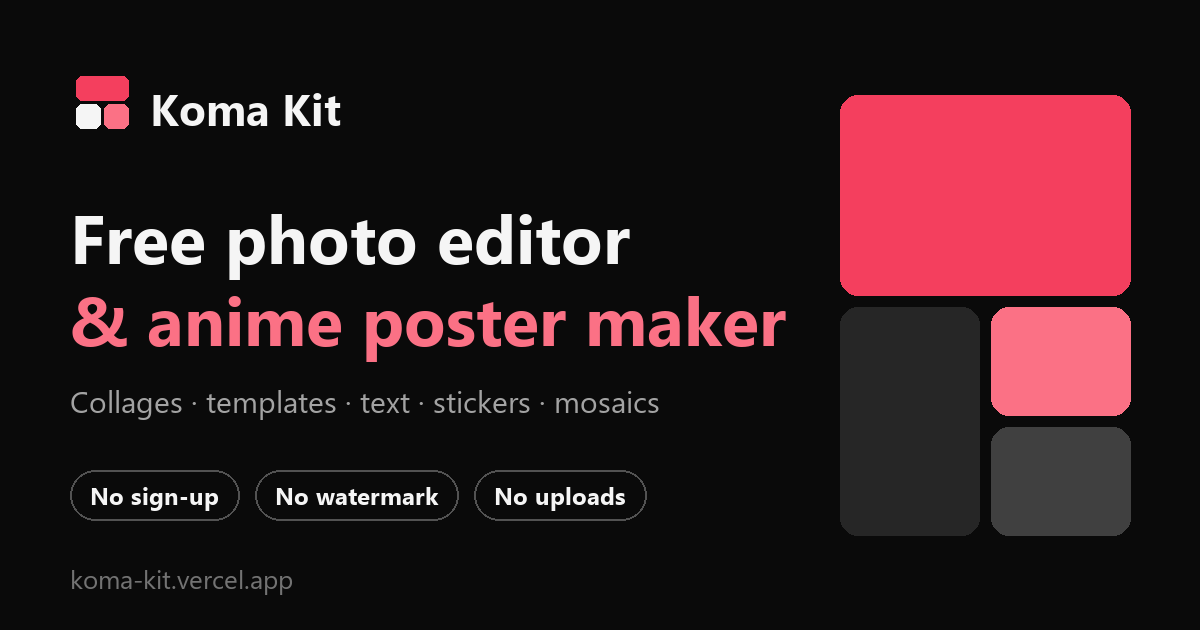 Koma Kit
Free photo editor
& anime poster maker
Collages · templates · text · stickers · mosaics
No sign-up
No watermark
No uploads
koma-kit.vercel.app